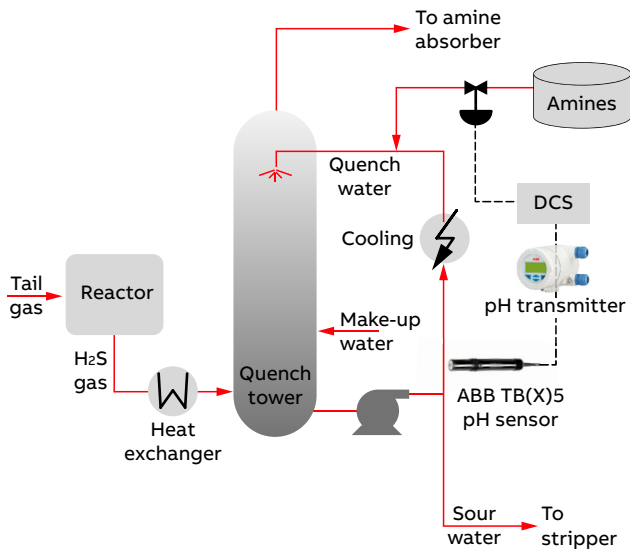 To amine
absorber
Amines
Quench
water
DCS
Cooling
Tail
gas
Reactor
pH transmitter
Make-up
water
H2S
gas
Quench
tower
ABB TB(X)5
pH sensor
Heat
exchanger
Sour
water
To
stripper